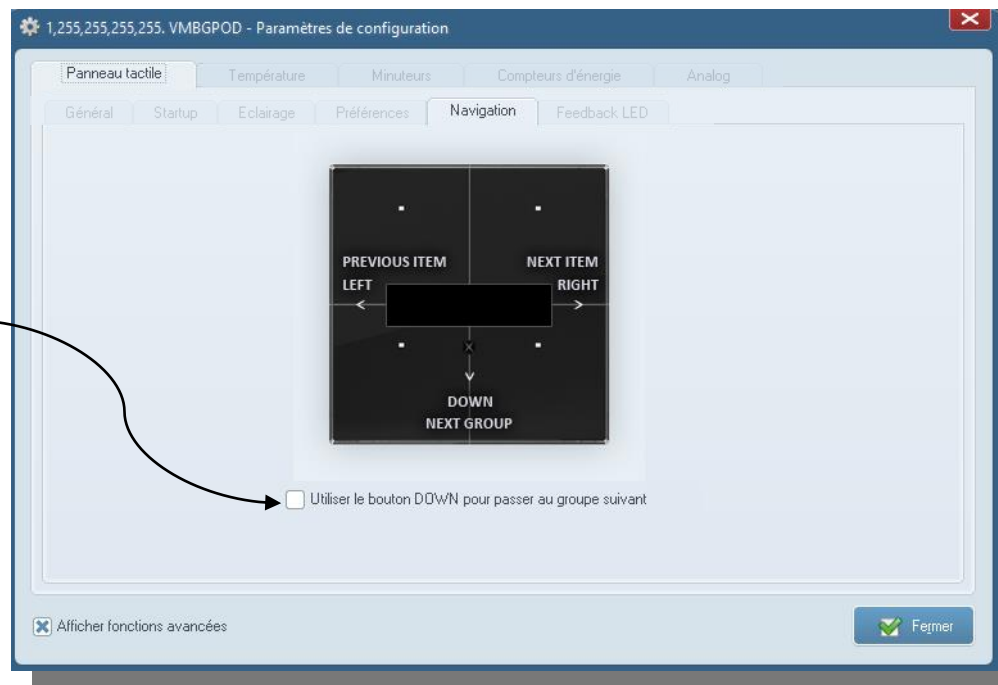 1,255,255,255,255. VMBGPOD - Paramètres de configuration
Panneau tactile Température Minuteurs Compteurs d'énergie Analog
Général Startup Eclairage Préférences Navigation Feedback LED
PREVIOUS ITEM NEXT ITEM
LEFT RIGHT
< >
DOWN
NEXT GROUP
Utiliser le bouton DOWN pour passer au groupe suivant
Afficher fonctions avancées
Fermer